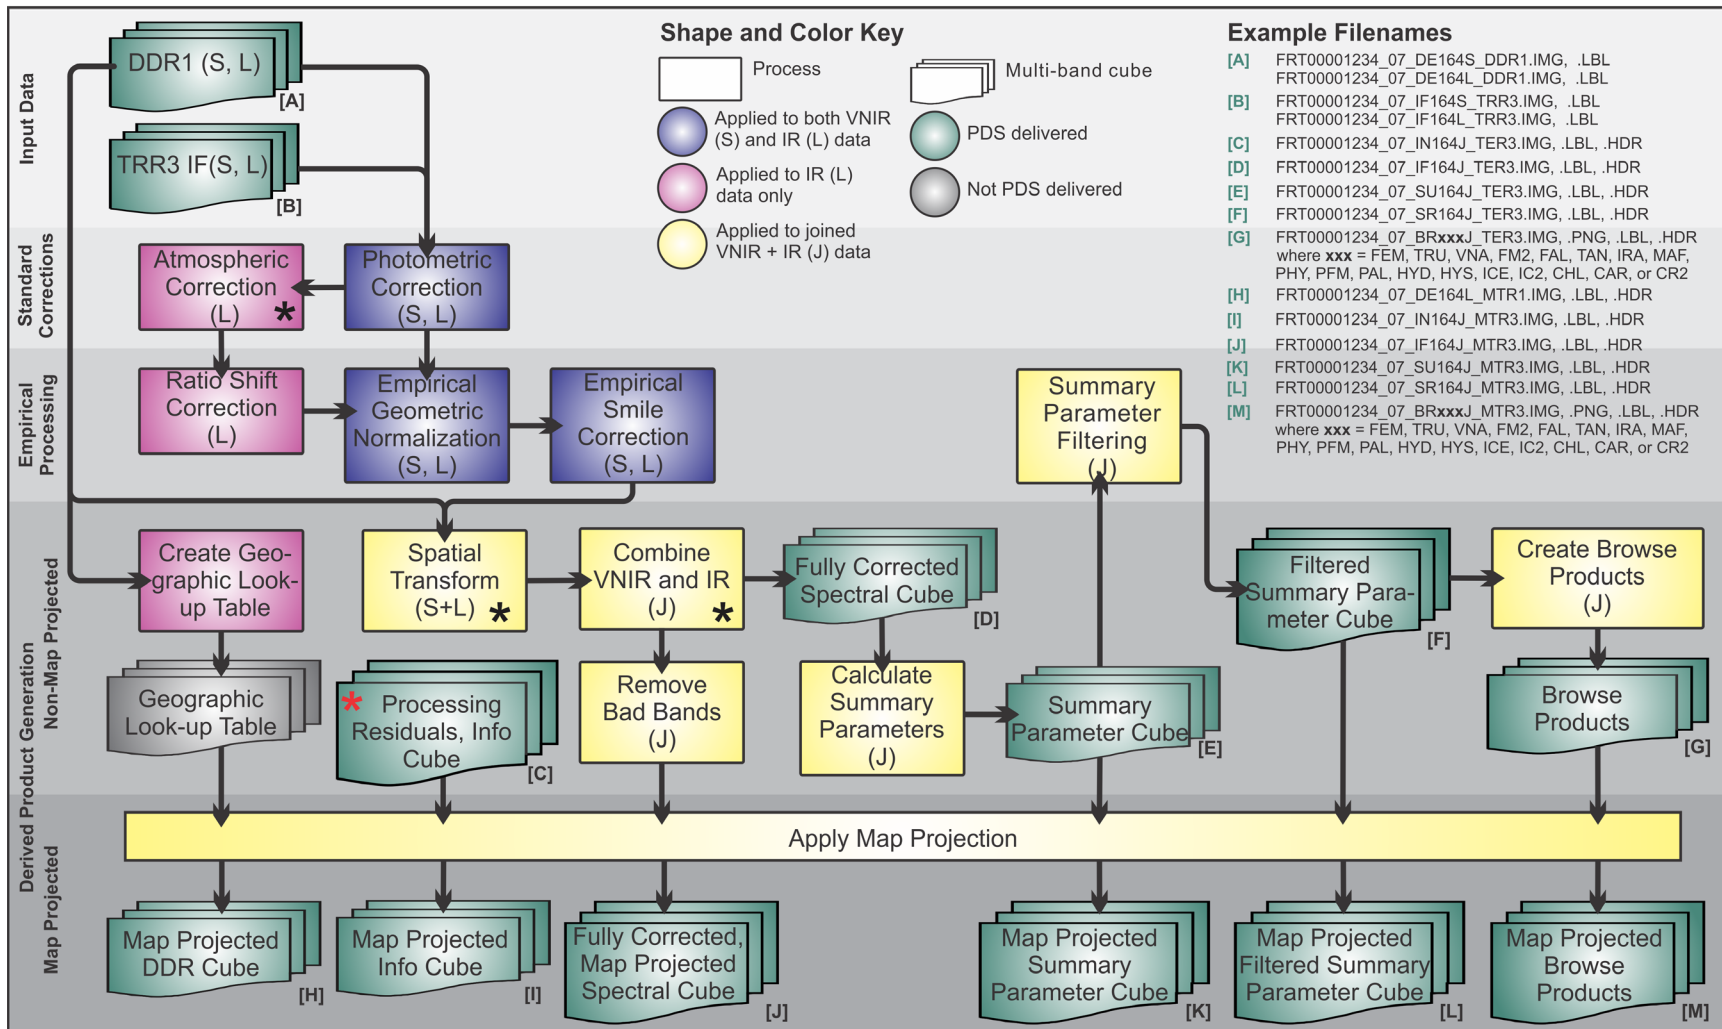 Input Data
DDR1 (S, L)
[A]
TRR3 IF(S, L)
[B]
Shape and Color Key
Process
Multi-band cube
Applied to both VNIR
(S) and IR (L) data
PDS delivered
Applied to IR (L)
data only
Not PDS delivered
Applied to joined
VNIR + IR (J) data
Example Filenames
[A] FRT00001234_07_DE164S_DDR1.IMG, .LBL
FRT00001234_07_DE164L_DDR1.IMG, .LBL
[B] FRT00001234_07_IF164S_TRR3.IMG, .LBL
FRT00001234_07_IF164L_TRR3.IMG, .LBL
[C] FRT00001234_07_IN164J_TER3.IMG, .LBL, .HDR
[D] FRT00001234_07_IF164J_TER3.IMG, .LBL, .HDR
[E] FRT00001234_07_SU164J_TER3.IMG, .LBL, .HDR
[F] FRT00001234_07_SR164J_TER3.IMG, .LBL, .HDR
[G] FRT00001234_07_BRxxxJ_TER3.IMG, .PNG, .LBL, .HDR
where xxx = FEM, TRU, VNA, FM2, FAL, TAN, IRA, MAF,
PHY, PFM, PAL, HYD, HYS, ICE, IC2, CHL, CAR, or CR2
[H] FRT00001234_07_DE164L_MTR1.IMG, .LBL, .HDR
[I] FRT00001234_07_IN164J_MTR3.IMG, .LBL, .HDR
[J] FRT00001234_07_IF164J_MTR3.IMG, .LBL, .HDR
[K] FRT00001234_07_SU164J_MTR3.IMG, .LBL, .HDR
[L] FRT00001234_07_SR164J_MTR3.IMG, .LBL, .HDR
[M] FRT00001234_07_BRxxxJ_MTR3.IMG, .PNG, .LBL, .HDR
where xxx = FEM, TRU, VNA, FM2, FAL, TAN, IRA, MAF,
PHY, PFM, PAL, HYD, HYS, ICE, IC2, CHL, CAR, or CR2
Standard
Corrections
Atmospheric
Correction
(L)
*
Photometric
Correction
(S, L)
Empirical
Processing
Ratio Shift
Correction
(L)
Empirical
Geometric
Normalization
(S, L)
Empirical
Smile
Correction
(S, L)
Summary
Parameter
Filtering
(J)
Derived Product Generation
Non-Map Projected
Create Geo-
graphic Look-
up Table
Spatial
Transform
(S+L)
*
Combine
VNIR and IR
(J)
*
Fully Corrected
Spectral Cube
[D]
Filtered
Summary Para-
meter Cube
[F]
Create Browse
Products
(J)
Geographic
Look-up Table
*
Processing
Residuals, Info
Cube
[C]
Remove
Bad Bands
(J)
Calculate
Summary
Parameters
(J)
Summary
Parameter Cube
[E]
Browse
Products
[G]
Map Projected
Apply Map Projection
Map Projected
DDR Cube
[H]
Map Projected
Info Cube
[I]
Fully Corrected,
Map Projected
Spectral Cube
[J]
Map Projected
Summary
Parameter Cube
[K]
Map Projected
Filtered Summary
Parameter Cube
[L]
Map Projected
Browse
Products
[M]